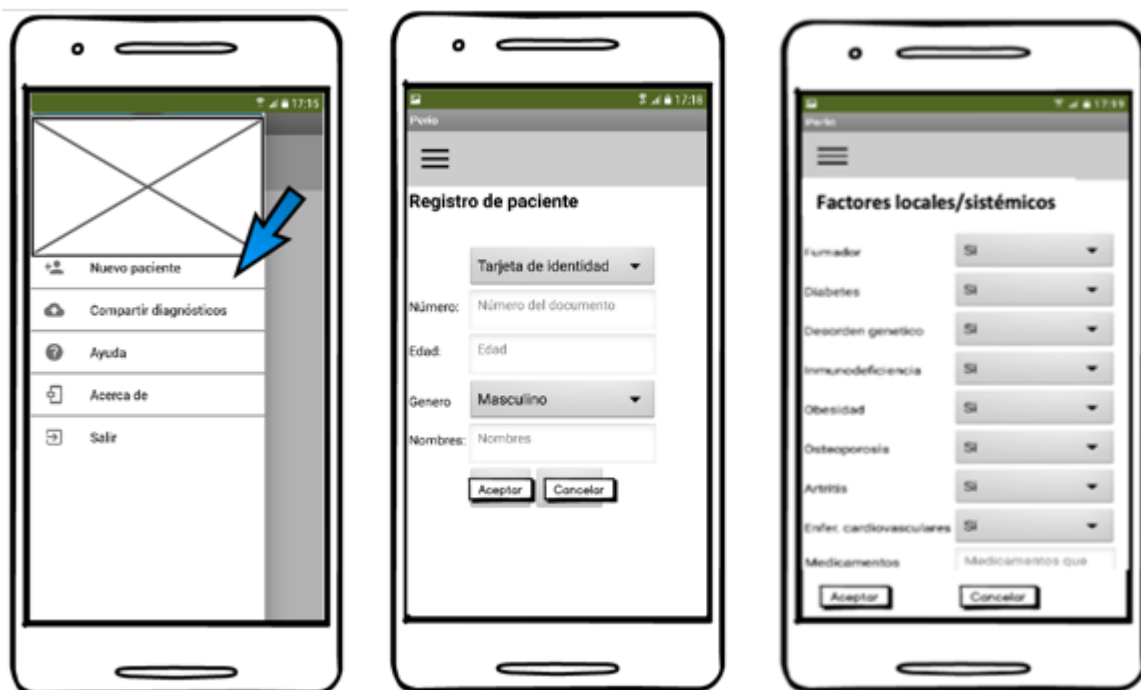 17:15
Nuevo paciente
Compartir diagnósticos
Ayuda
Acerca de
Salir
17:18
Perio
Registro de paciente
Tarjeta de identidad
Número: Número del documento
Edad: Edad
Genero Masculino
Nombres: Nombres
Aceptar Cancelar
17:19
Perio
Factores locales/sistémicos
Fumador Si
Diabetes Si
Desorden genetico Si
Inmunodeficiencia Si
Obesidad Si
Osteoporosis Si
Artritis Si
Enfer. cardiovasculares Si
Medicamentos Medicamentos que
Aceptar Cancelar